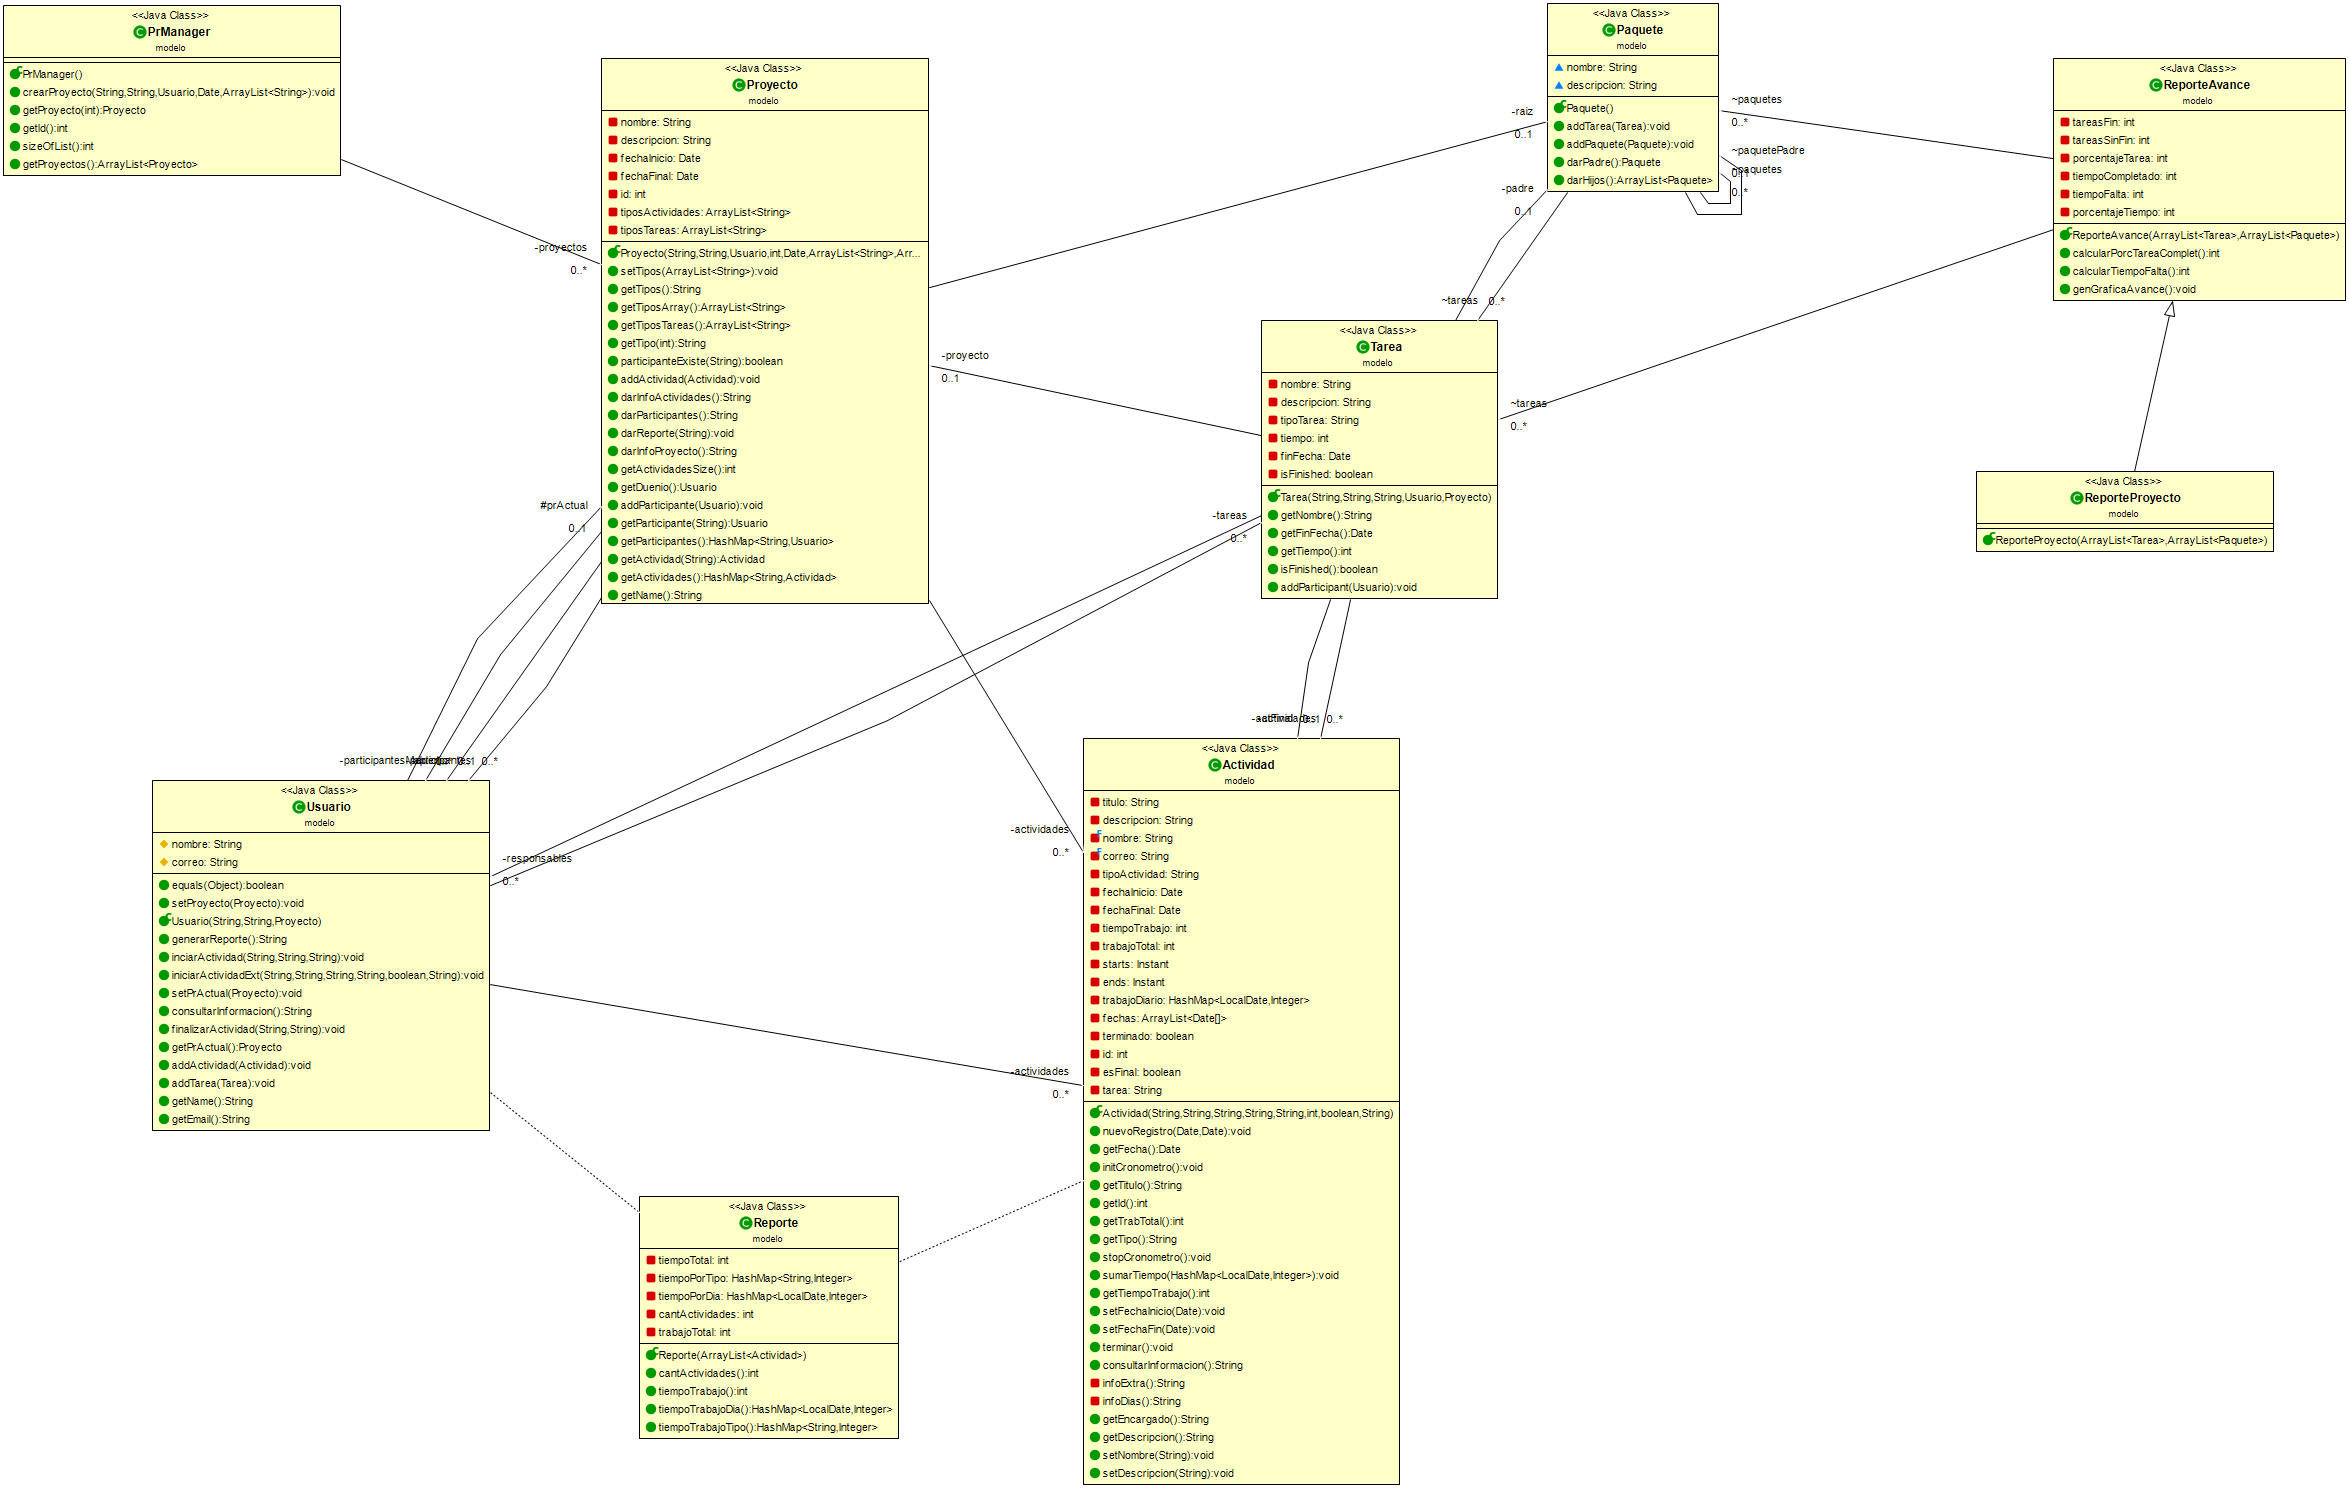 <<Java Class>>
PrManager
modelo
PrManager()
crearProyecto(String,String,Usuario,Date,ArrayList<String>):void
getProyecto(int):Proyecto
getId():int
sizeOfList():int
getProyectos():ArrayList<Proyecto>
-proyectos
0..*
<<Java Class>>
Proyecto
modelo
nombre: String
descripcion: String
fechaInicio: Date
fechaFinal: Date
id: int
tiposActividades: ArrayList<String>
tiposTareas: ArrayList<String>
Proyecto(String,String,Usuario,int,Date,ArrayList<String>,Arr...
setTipos(ArrayList<String>):void
getTipos():String
getTiposArray():ArrayList<String>
getTiposTareas():ArrayList<String>
getTipo(int):String
participanteExiste(String):boolean
addActividad(Actividad):void
darInfoActividades():String
darParticipantes():String
darReporte(String):void
darInfoProyecto():String
getActividadesSize():int
getDuenio():Usuario
addParticipante(Usuario):void
getParticipante(String):Usuario
getParticipantes():HashMap<String,Usuario>
getActividad(String):Actividad
getActividades():HashMap<String,Actividad>
getName():String
-raiz
0..1
<<Java Class>>
Paquete
modelo
nombre: String
descripcion: String
Paquete()
addTarea(Tarea):void
addPaquete(Paquete):void
darPadre():Paquete
darHijos():ArrayList<Paquete>
~paquetes
0..*
~paquetePadre
0..1
~paquetes
0..*
-padre
0..1
~tareas
0..*
<<Java Class>>
ReporteAvance
modelo
tareasFin: int
tareasSinFin: int
porcentajeTarea: int
tiempoCompletado: int
tiempoFalta: int
porcentajeTiempo: int
ReporteAvance(ArrayList<Tarea>,ArrayList<Paquete>)
calcularPorcTareaComplet():int
calcularTiempoFalta():int
genGraficaAvance():void
-proyecto
0..1
<<Java Class>>
Tarea
modelo
nombre: String
descripcion: String
tipoTarea: String
tiempo: int
finFecha: Date
isFinished: boolean
Tarea(String,String,String,Usuario,Proyecto)
getNombre():String
getFinFecha():Date
getTiempo():int
isFinished():boolean
addParticipant(Usuario):void
~tareas
0..*
<<Java Class>>
ReporteProyecto
modelo
ReporteProyecto(ArrayList<Tarea>,ArrayList<Paquete>)
#prActual
0..1
-tareas
0..*
0..1
0..*
-participantes
0..1
0..*
<<Java Class>>
Usuario
modelo
nombre: String
correo: String
equals(Object):boolean
setProyecto(Proyecto):void
Usuario(String,String,Proyecto)
generarReporte():String
inciarActividad(String,String,String):void
iniciarActividadExt(String,String,String,String,boolean,String):void
setPrActual(Proyecto):void
consultarInformacion():String
finalizarActividad(String,String):void
getPrActual():Proyecto
addActividad(Actividad):void
addTarea(Tarea):void
getName():String
getEmail():String
-responsables
0..*
-actividades
0..*
-actividades
0..*
<<Java Class>>
Actividad
modelo
titulo: String
descripcion: String
nombre: String
correo: String
tipoActividad: String
fechaInicio: Date
fechaFinal: Date
tiempoTrabajo: int
trabajoTotal: int
starts: Instant
ends: Instant
trabajoDiario: HashMap<LocalDate,Integer>
fechas: ArrayList<Date[]>
terminado: boolean
id: int
esFinal: boolean
tarea: String
Actividad(String,String,String,String,String,int,boolean,String)
nuevoRegistro(Date,Date):void
getFecha():Date
initCronometro():void
getTitulo():String
getId():int
getTrabTotal():int
getTipo():String
stopCronometro():void
sumarTiempo(HashMap<LocalDate,Integer>):void
getTiempoTrabajo():int
setFechaInicio(Date):void
setFechaFin(Date):void
terminar():void
consultarInformacion():String
infoExtra():String
infoDias():String
getEncargado():String
getDescripcion():String
setNombre(String):void
setDescripcion(String):void
<<Java Class>>
Reporte
modelo
tiempoTotal: int
tiempoPorTipo: HashMap<String,Integer>
tiempoPorDia: HashMap<LocalDate,Integer>
cantActividades: int
trabajoTotal: int
Reporte(ArrayList<Actividad>)
cantActividades():int
tiempoTrabajo():int
tiempoTrabajoDia():HashMap<LocalDate,Integer>
tiempoTrabajoTipo():HashMap<String,Integer>